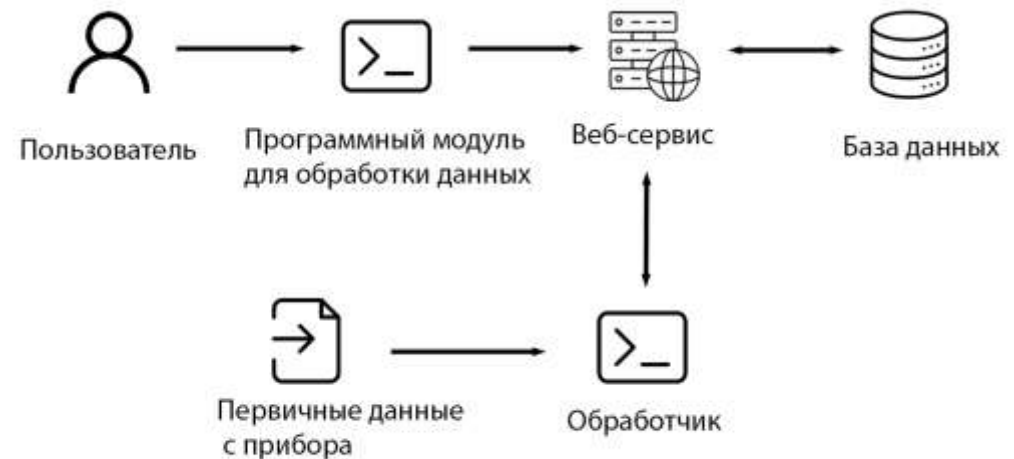 Пользователь
Программный модуль
для обработки данных
Веб-сервис
База данных
Первичные данные
с прибора
Обработчик